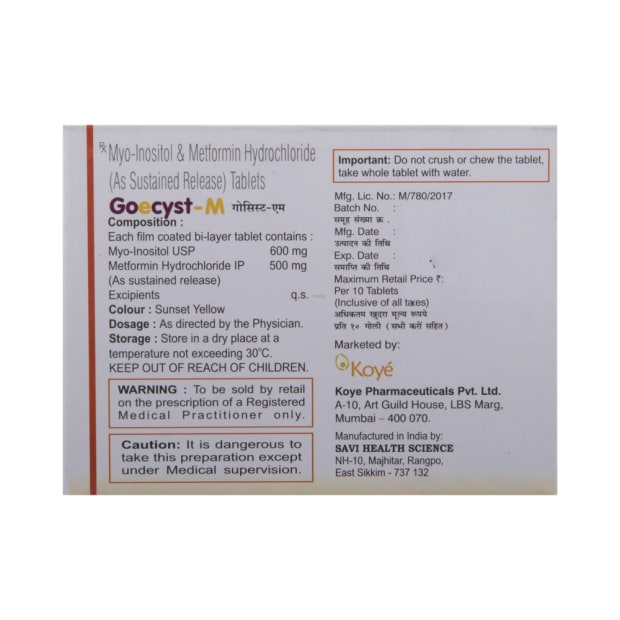 Rx Myo-Inositol & Metformin Hydrochloride
(As Sustained Release) Tablets
Goecyst-M गोसिस्ट-एम
Composition :
Each film coated bi-layer tablet contains :
Myo-Inositol USP 600 mg
Metformin Hydrochloride IP 500 mg
(As sustained release)
Excipients q.s.
Colour : Sunset Yellow
Dosage : As directed by the Physician.
Storage : Store in a dry place at a
temperature not exceeding 30°C.
KEEP OUT OF REACH OF CHILDREN.
WARNING : To be sold by retail
on the prescription of a Registered
Medical Practitioner only.
Caution: It is dangerous to
take this preparation except
under Medical supervision.
Important: Do not crush or chew the tablet,
take whole tablet with water.
Mfg. Lic. No.: M/780/2017
Batch No. :
समूह संख्या क्र .
Mfg. Date :
उत्पादन की तिथि
Exp. Date :
समाप्ति की तिथि
Maximum Retail Price ₹:
Per 10 Tablets
(Inclusive of all taxes)
अधिकतम खुदरा मूल्य रूपये
प्रति १० गोली (सभी करों सहित)
Marketed by:
Koyé
Koye Pharmaceuticals Pvt. Ltd.
A-10, Art Guild House, LBS Marg,
Mumbai – 400 070.
Manufactured in India by:
SAVI HEALTH SCIENCE
NH-10, Majhitar, Rangpo,
East Sikkim - 737 132